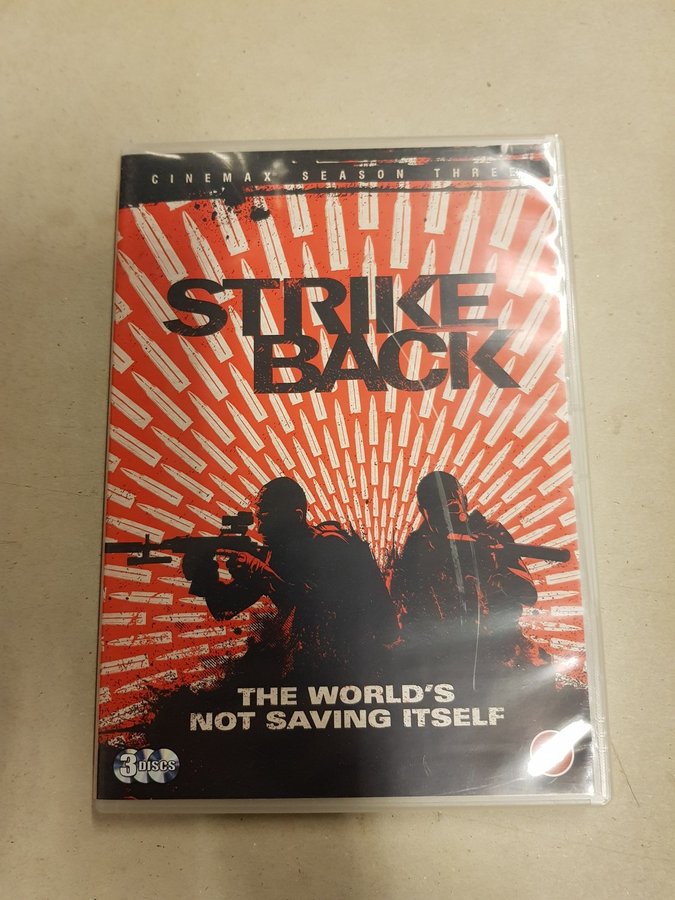 CINEMAX SEASON THREE
STRIKE
BACK
THE WORLD'S
NOT SAVING ITSELF
3 DISCS